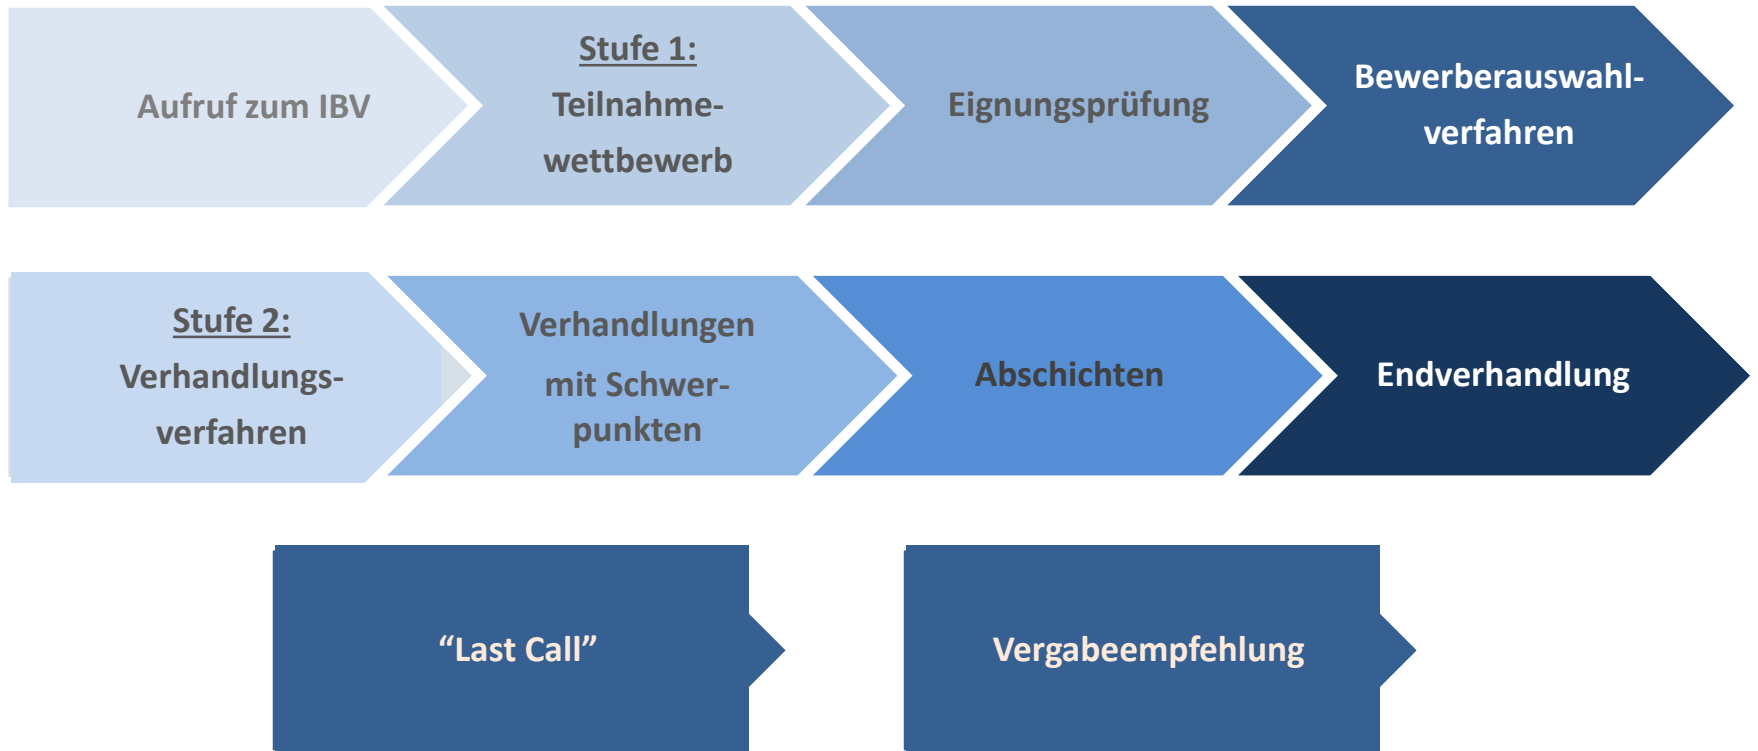 Aufruf zum IBV
Stufe 1:
Teilnahme-
wettbewerb
Eignungsprüfung
Bewerberauswahl-
verfahren
Stufe 2:
Verhandlungs-
verfahren
Verhandlungen
mit Schwer-
punkten
Abschichten
Endverhandlung
“Last Call”
Vergabeempfehlung